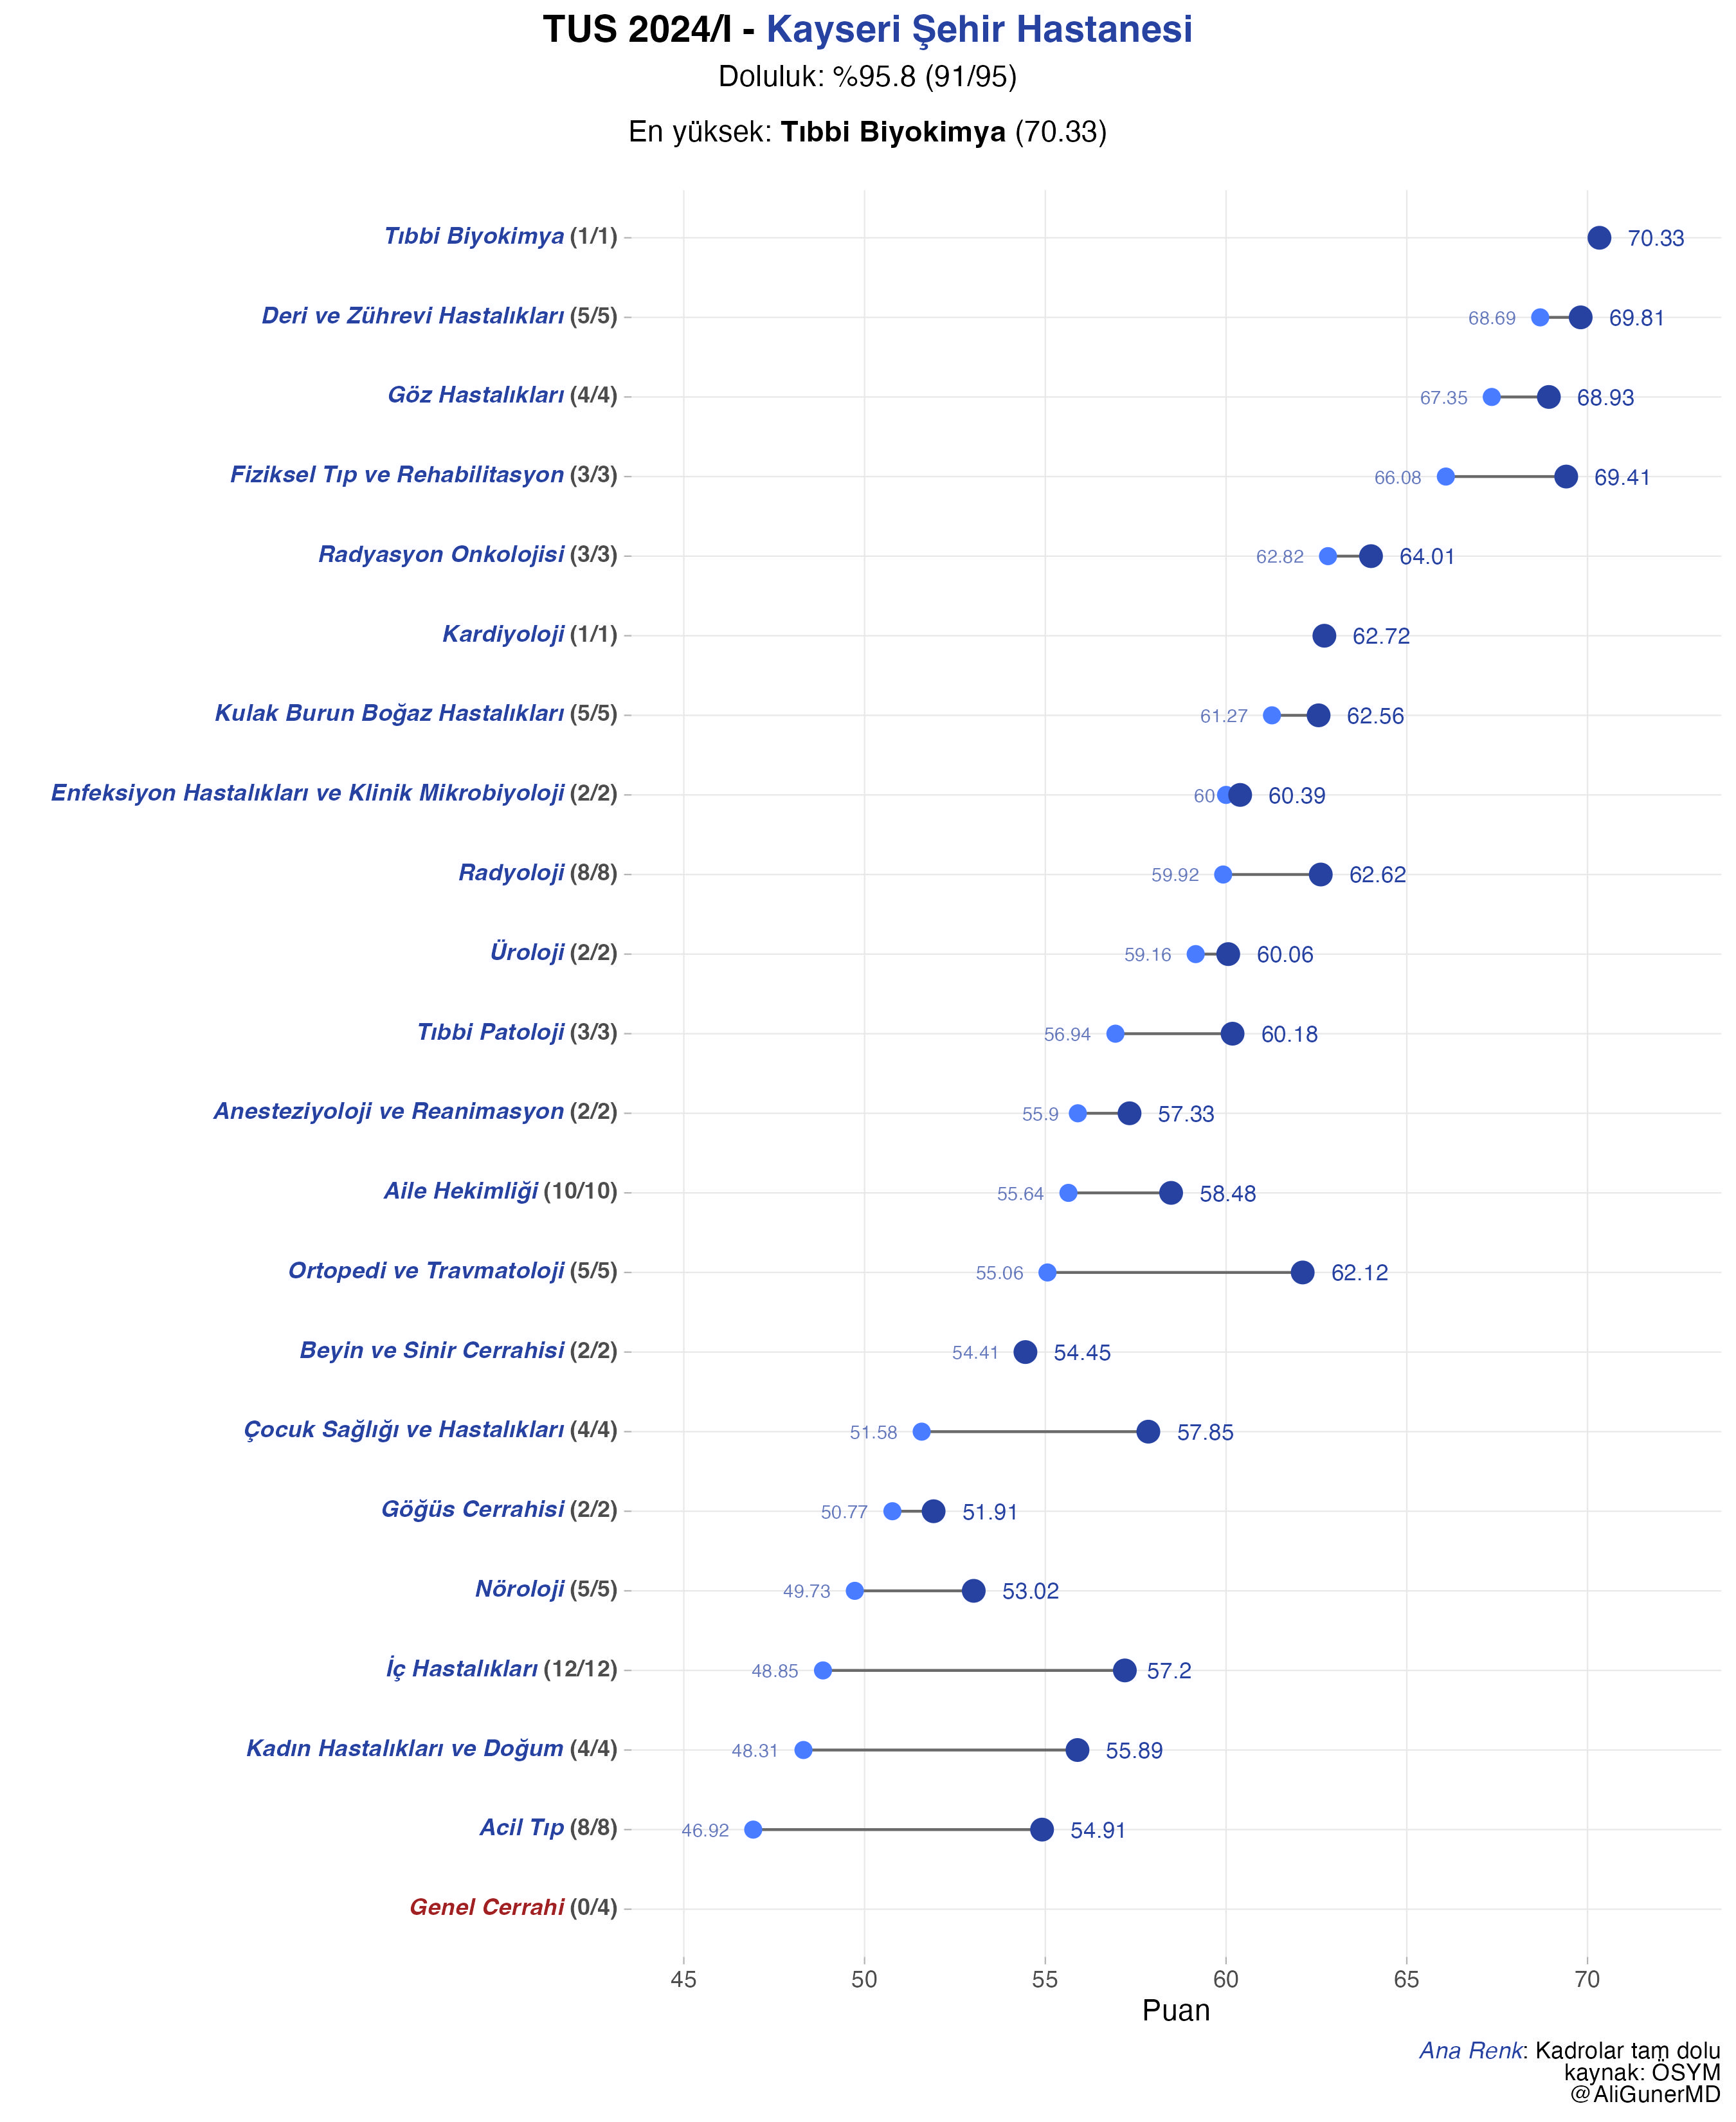 TUS 2024/I - Kayseri Şehir Hastanesi
Doluluk: %95.8 (91/95)
En yüksek: Tıbbi Biyokimya (70.33)
Tıbbi Biyokimya (1/1) 70.33
Deri ve Zührevi Hastalıkları (5/5) 68.69 69.81
Göz Hastalıkları (4/4) 67.35 68.93
Fiziksel Tıp ve Rehabilitasyon (3/3) 66.08 69.41
Radyasyon Onkolojisi (3/3) 62.82 64.01
Kardiyoloji (1/1) 62.72
Kulak Burun Boğaz Hastalıkları (5/5) 61.27 62.56
Enfeksiyon Hastalıkları ve Klinik Mikrobiyoloji (2/2) 60 60.39
Radyoloji (8/8) 59.92 62.62
Üroloji (2/2) 59.16 60.06
Tıbbi Patoloji (3/3) 56.94 60.18
Anesteziyoloji ve Reanimasyon (2/2) 55.9 57.33
Aile Hekimliği (10/10) 55.64 58.48
Ortopedi ve Travmatoloji (5/5) 55.06 62.12
Beyin ve Sinir Cerrahisi (2/2) 54.41 54.45
Çocuk Sağlığı ve Hastalıkları (4/4) 51.58 57.85
Göğüs Cerrahisi (2/2) 50.77 51.91
Nöroloji (5/5) 49.73 53.02
İç Hastalıkları (12/12) 48.85 57.2
Kadın Hastalıkları ve Doğum (4/4) 48.31 55.89
Acil Tıp (8/8) 46.92 54.91
Genel Cerrahi (0/4)
45 50 55 60 65 70
Puan
Ana Renk: Kadrolar tam dolu
kaynak: ÖSYM
@AliGunerMD